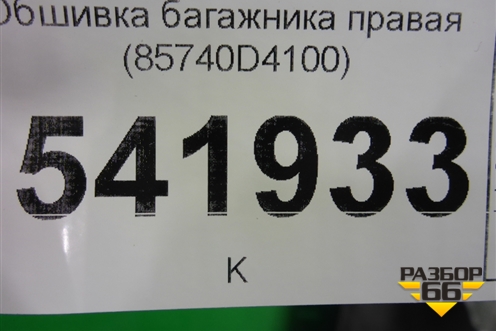 Обшивка багажника правая
(85740D4100)
541933
К
РАЗБОР
66